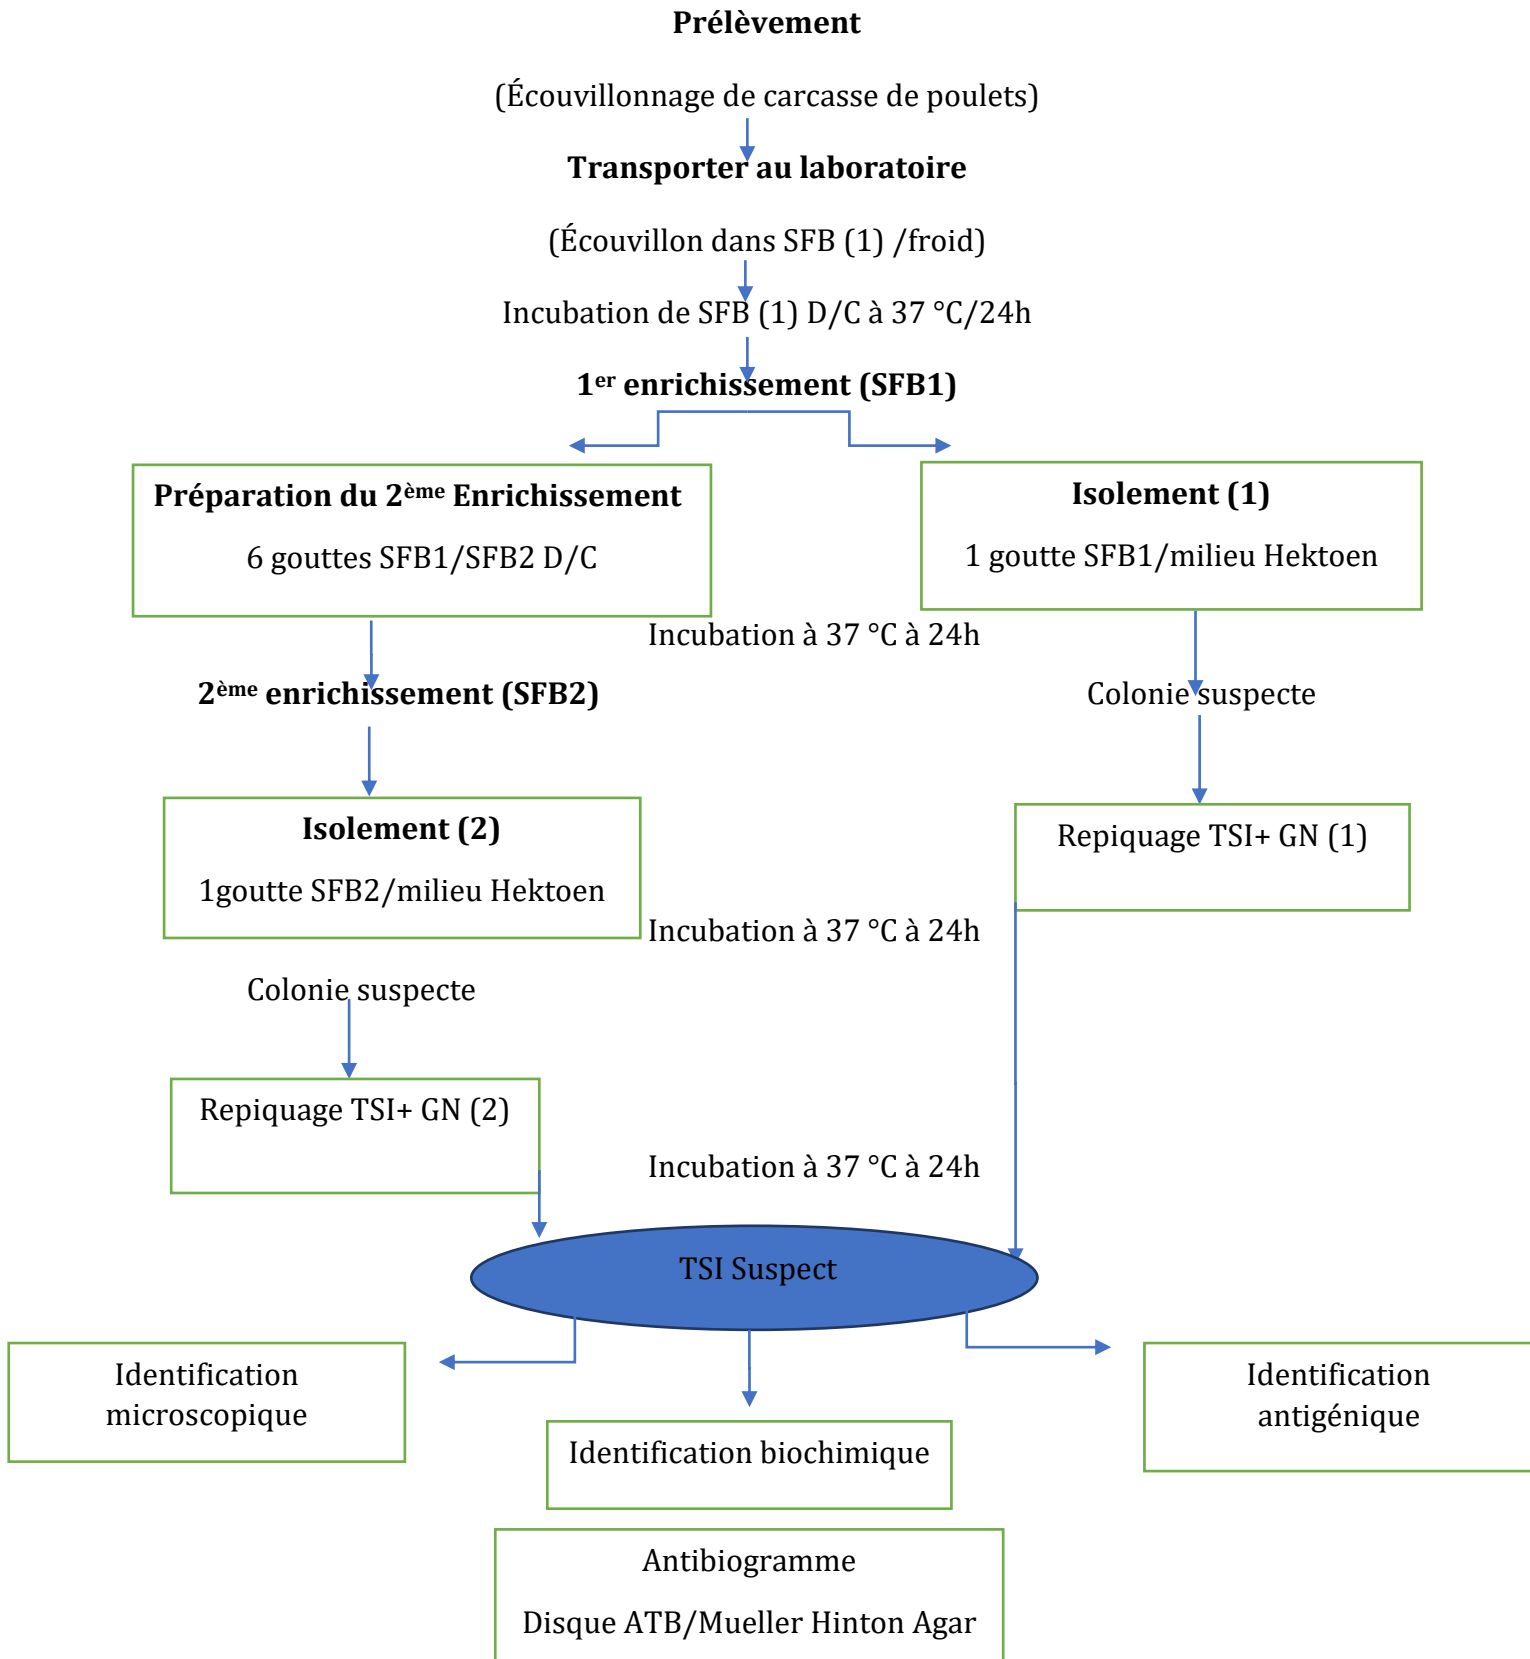 Prélèvement
(Écouvillonnage de carcasse de poulets)
Transporter au laboratoire
(Écouvillon dans SFB (1) /froid)
Incubation de SFB (1) D/C à 37 °C/24h
1er enrichissement (SFB1)
Préparation du 2ème Enrichissement
6 gouttes SFB1/SFB2 D/C
Isolement (1)
1 goutte SFB1/milieu Hektoen
Incubation à 37 °C à 24h
2ème enrichissement (SFB2)
Colonie suspecte
Isolement (2)
1goutte SFB2/milieu Hektoen
Repiquage TSI+ GN (1)
Incubation à 37 °C à 24h
Colonie suspecte
Repiquage TSI+ GN (2)
Incubation à 37 °C à 24h
TSI Suspect
Identification
microscopique
Identification biochimique
Identification
antigénique
Antibiogramme
Disque ATB/Mueller Hinton Agar